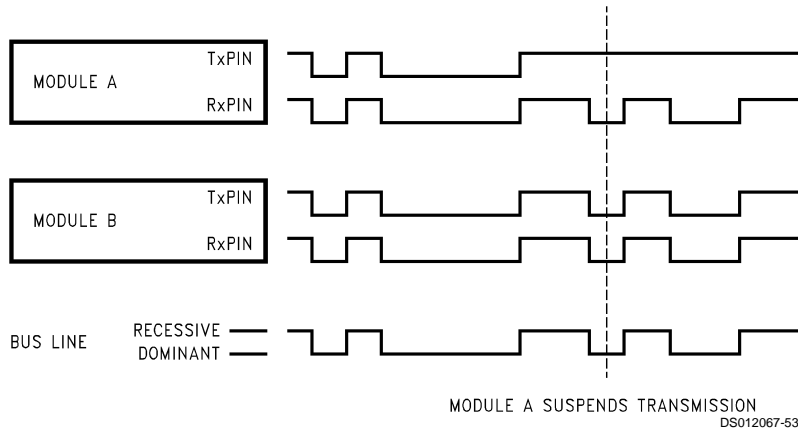 MODULE A
TxPIN
RxPIN
MODULE B
TxPIN
RxPIN
BUS LINE
RECESSIVE
DOMINANT
MODULE A SUSPENDS TRANSMISSION
DS012067-53